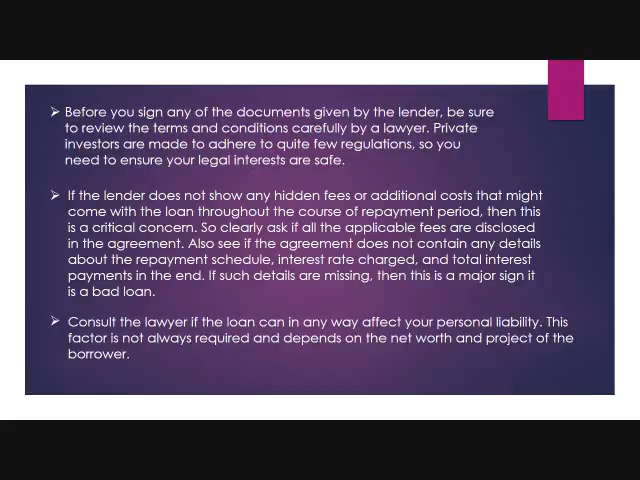 ➢ Before you sign any of the documents given by the lender, be sure
to review the terms and conditions carefully by a lawyer. Private
investors are made to adhere to quite few regulations, so you
need to ensure your legal interests are safe.
➢ If the lender does not show any hidden fees or additional costs that might
come with the loan throughout the course of repayment period, then this
is a critical concern. So clearly ask if all the applicable fees are disclosed
in the agreement. Also see if the agreement does not contain any details
about the repayment schedule, interest rate charged, and total interest
payments in the end. If such details are missing, then this is a major sign it
is a bad loan.
➢ Consult the lawyer if the loan can in any way affect your personal liability. This
factor is not always required and depends on the net worth and project of the
borrower.